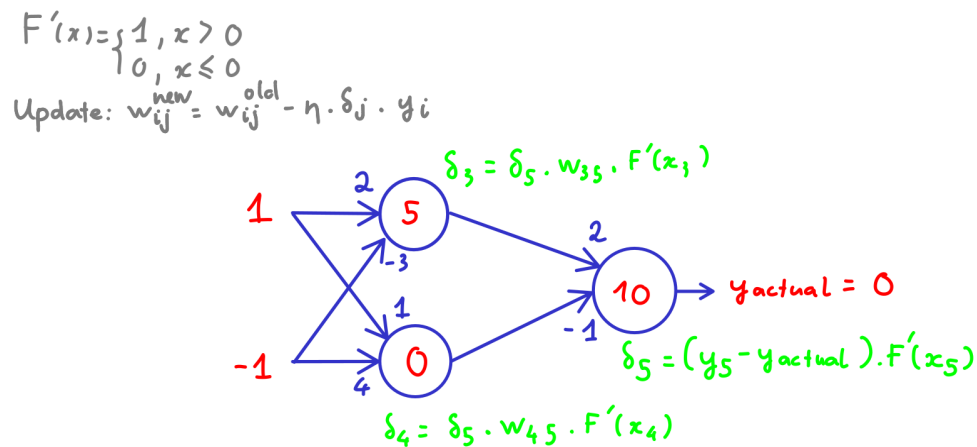 F'(x)={1, x > 0
0, x ≤ 0
Update: w_ij^new = w_ij^old - η . δ_j . y_i
δ_3 = δ_5 . w_35 . F'(x_3)
2
1
5
-3
2
10
y_actual = 0
1
-1
-1
0
4
δ_5 = (y_5 - y_actual) . F'(x_5)
δ_4 = δ_5 . w_45 . F'(x_4)